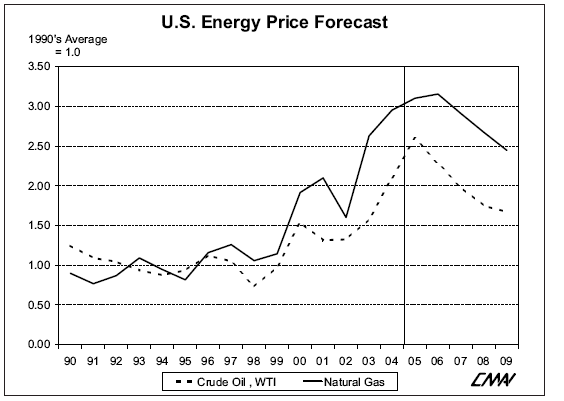 U.S. Energy Price Forecast
1990's Average
= 1.0
3.50
3.00
2.50
2.00
1.50
1.00
0.50
0.00
90 91 92 93 94 95 96 97 98 99 00 01 02 03 04 05 06 07 08 09
Crude Oil , WTI Natural Gas